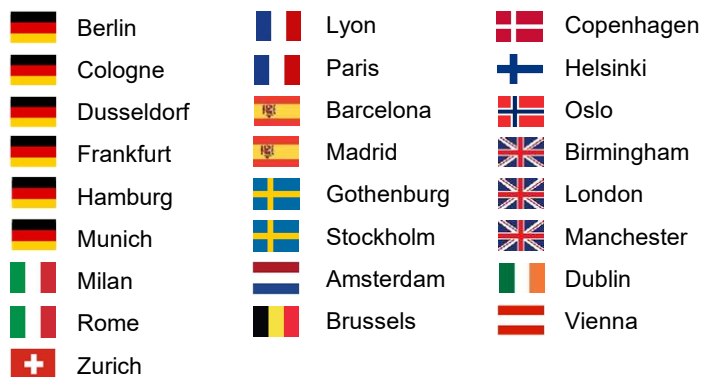 Berlin
Cologne
Dusseldorf
Frankfurt
Hamburg
Munich
Milan
Rome
Zurich
Lyon
Paris
Barcelona
Madrid
Gothenburg
Stockholm
Amsterdam
Brussels
Copenhagen
Helsinki
Oslo
Birmingham
London
Manchester
Dublin
Vienna